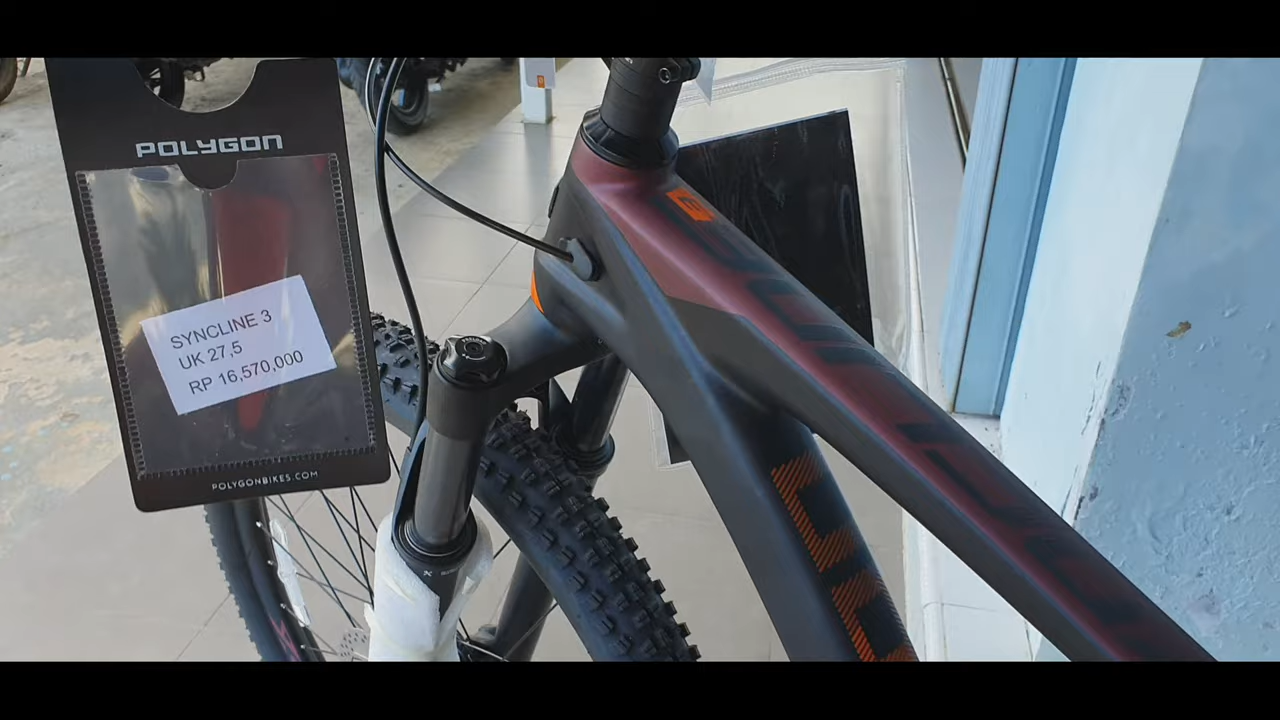 POLYGON
SYNCLINE 3
UK 27,5
RP 16,570,000
POLYGONBIKES.COM